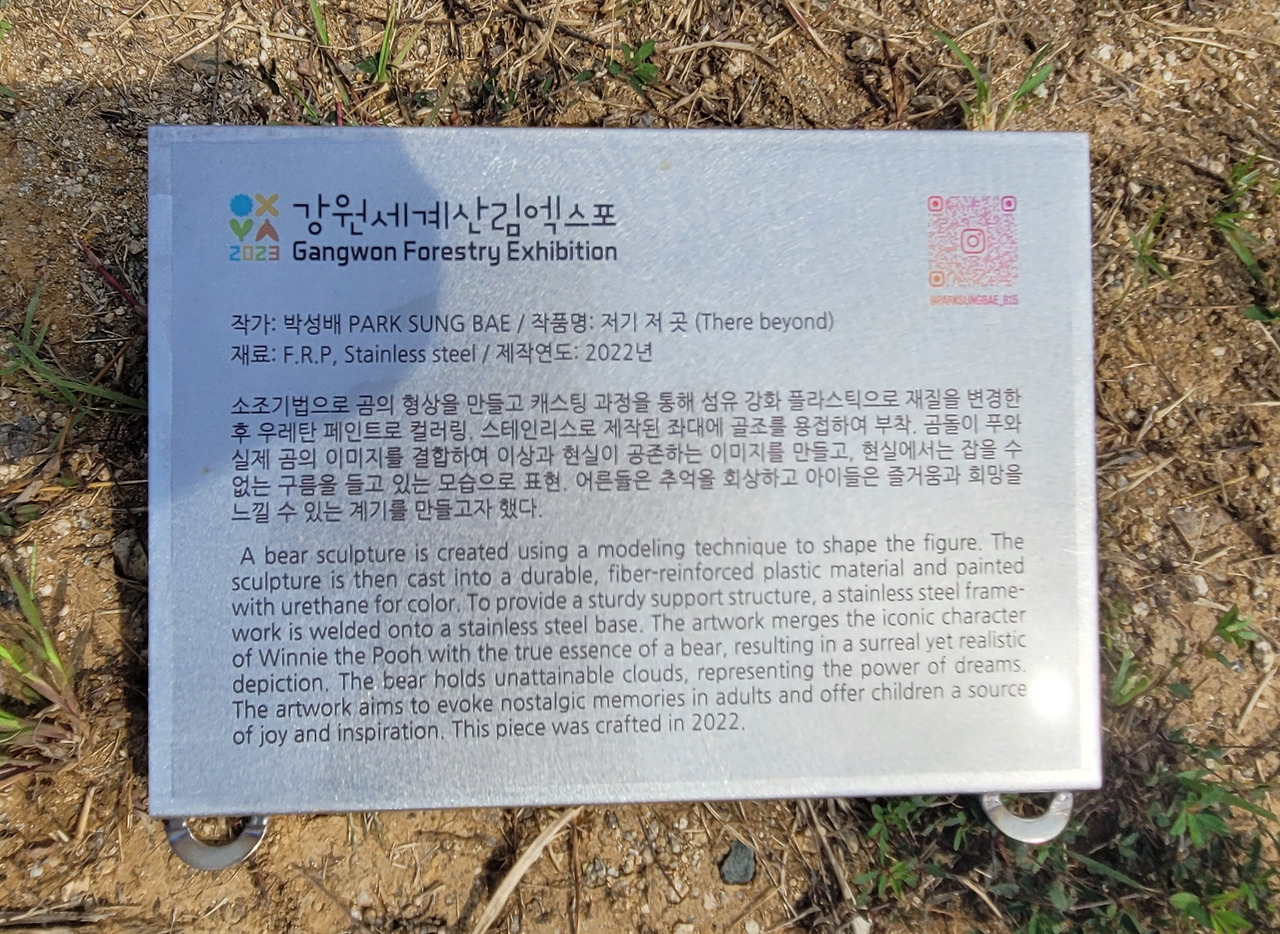 강원세계산림엑스포
2023 Gangwon Forestry Exhibition
@PARKSUNGBAE_815
작가: 박성배 PARK SUNG BAE / 작품명: 저기 저 곳 (There beyond)
재료: F.R.P, Stainless steel / 제작연도: 2022년
소조기법으로 곰의 형상을 만들고 캐스팅 과정을 통해 섬유 강화 플라스틱으로 재질을 변경한
후 우레탄 페인트로 컬러링. 스테인리스로 제작된 좌대에 골조를 용접하여 부착. 곰돌이 푸와
실제 곰의 이미지를 결합하여 이상과 현실이 공존하는 이미지를 만들고, 현실에서는 잡을 수
없는 구름을 들고 있는 모습으로 표현. 어른들은 추억을 회상하고 아이들은 즐거움과 희망을
느낄 수 있는 계기를 만들고자 했다.
A bear sculpture is created using a modeling technique to shape the figure. The
sculpture is then cast into a durable, fiber-reinforced plastic material and painted
with urethane for color. To provide a sturdy support structure, a stainless steel frame-
work is welded onto a stainless steel base. The artwork merges the iconic character
of Winnie the Pooh with the true essence of a bear, resulting in a surreal yet realistic
depiction. The bear holds unattainable clouds, representing the power of dreams.
The artwork aims to evoke nostalgic memories in adults and offer children a source
of joy and inspiration. This piece was crafted in 2022.